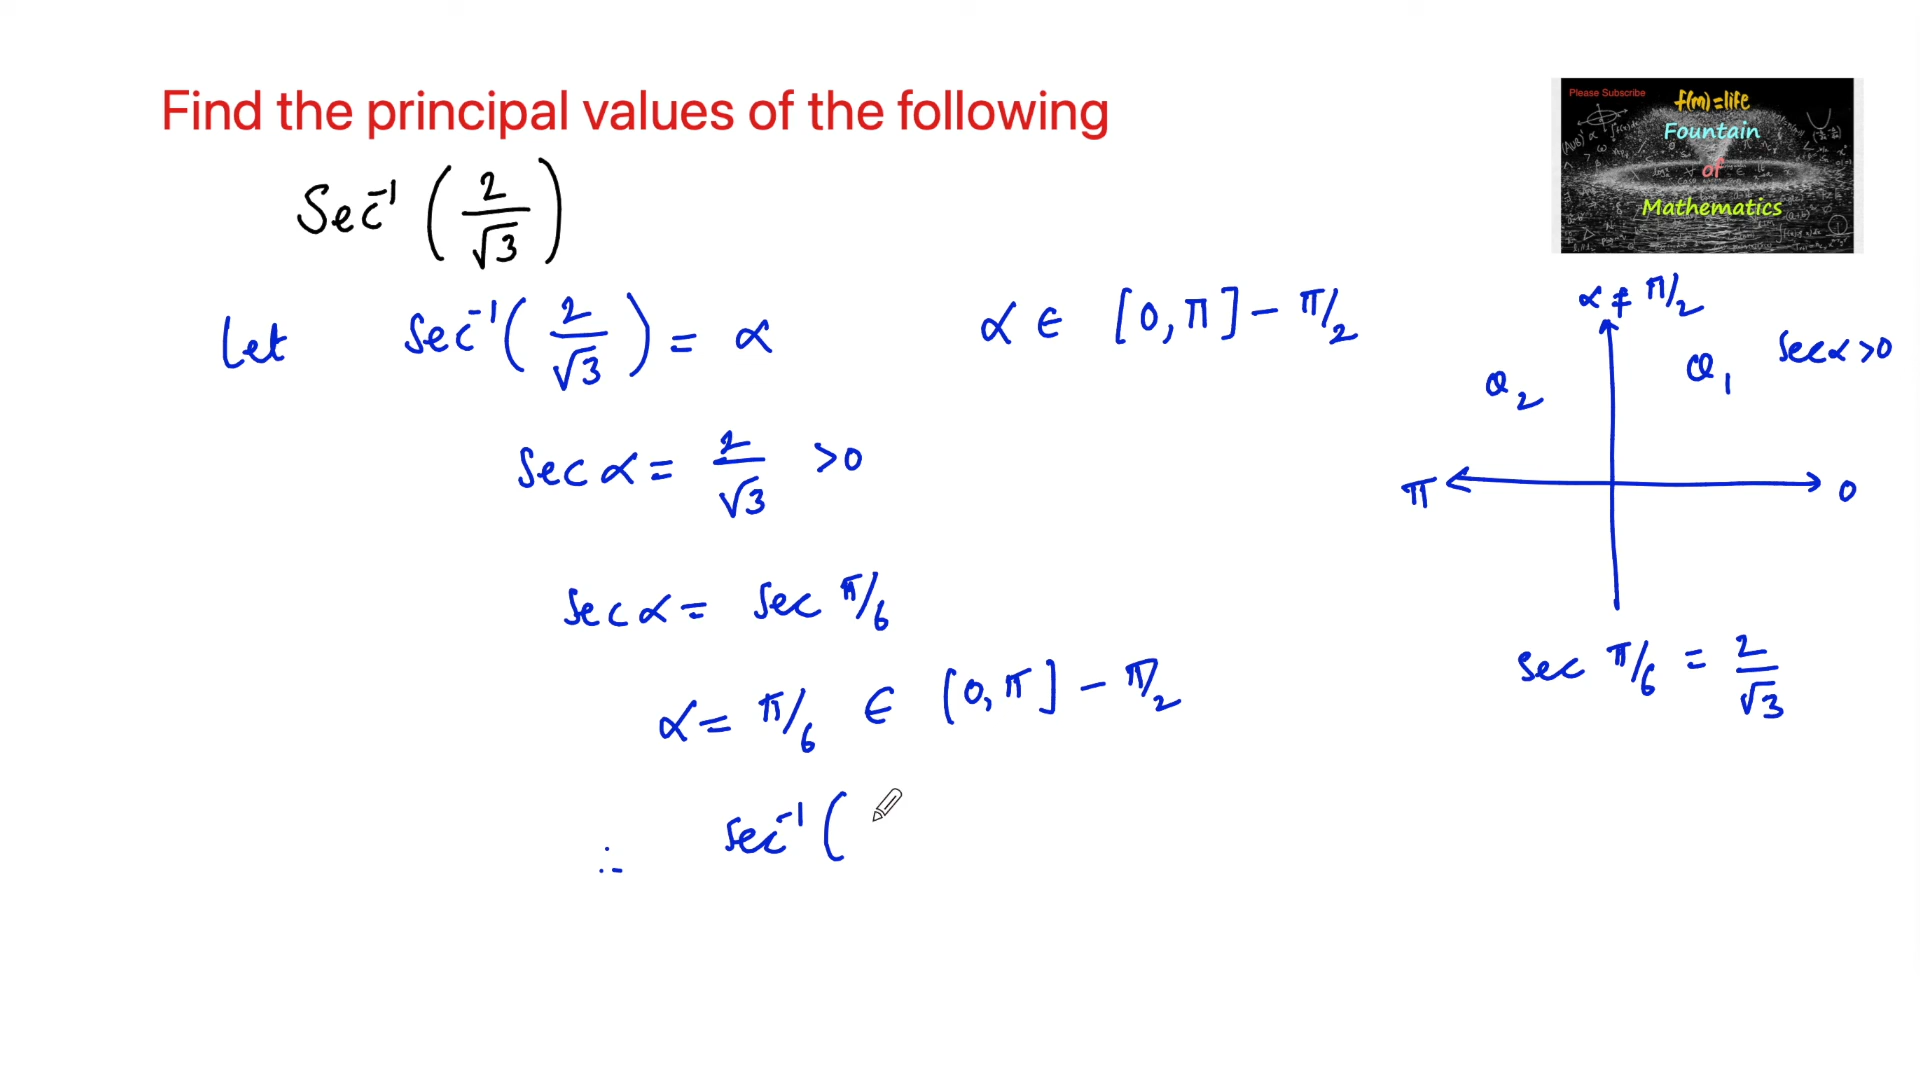 Find the principal values of the following
Please Subscribe
f(m)=life
Fountain
of
Mathematics
Sec⁻¹ (2/√3)
Let Sec⁻¹(2/√3) = α α ∈ [0,π] - π/2
α ≠ π/2
Q2 Q1 Sec α >0
Sec α = 2/√3 >0
π 0
Sec α = Sec π/6
Sec π/6 = 2/√3
α = π/6 ∈ [0,π] - π/2
∴ Sec⁻¹(